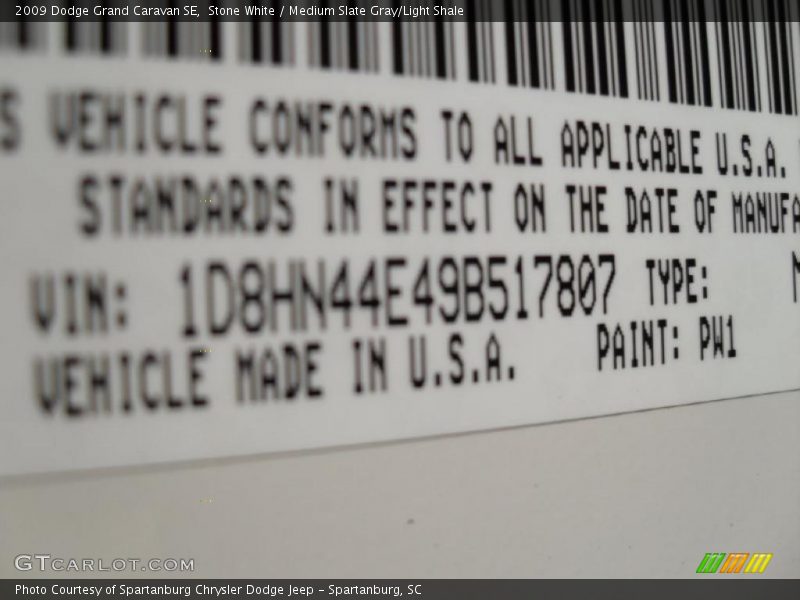 2009 Dodge Grand Caravan SE, Stone White / Medium Slate Gray/Light Shale
S VEHICLE CONFORMS TO ALL APPLICABLE U.S.A.
STANDARDS IN EFFECT ON THE DATE OF MANUFA
VIN: 1D8HN44E49B517807 TYPE: M
VEHICLE MADE IN U.S.A. PAINT: PW1
GTCARLOT.COM
Photo Courtesy of Spartanburg Chrysler Dodge Jeep - Spartanburg, SC